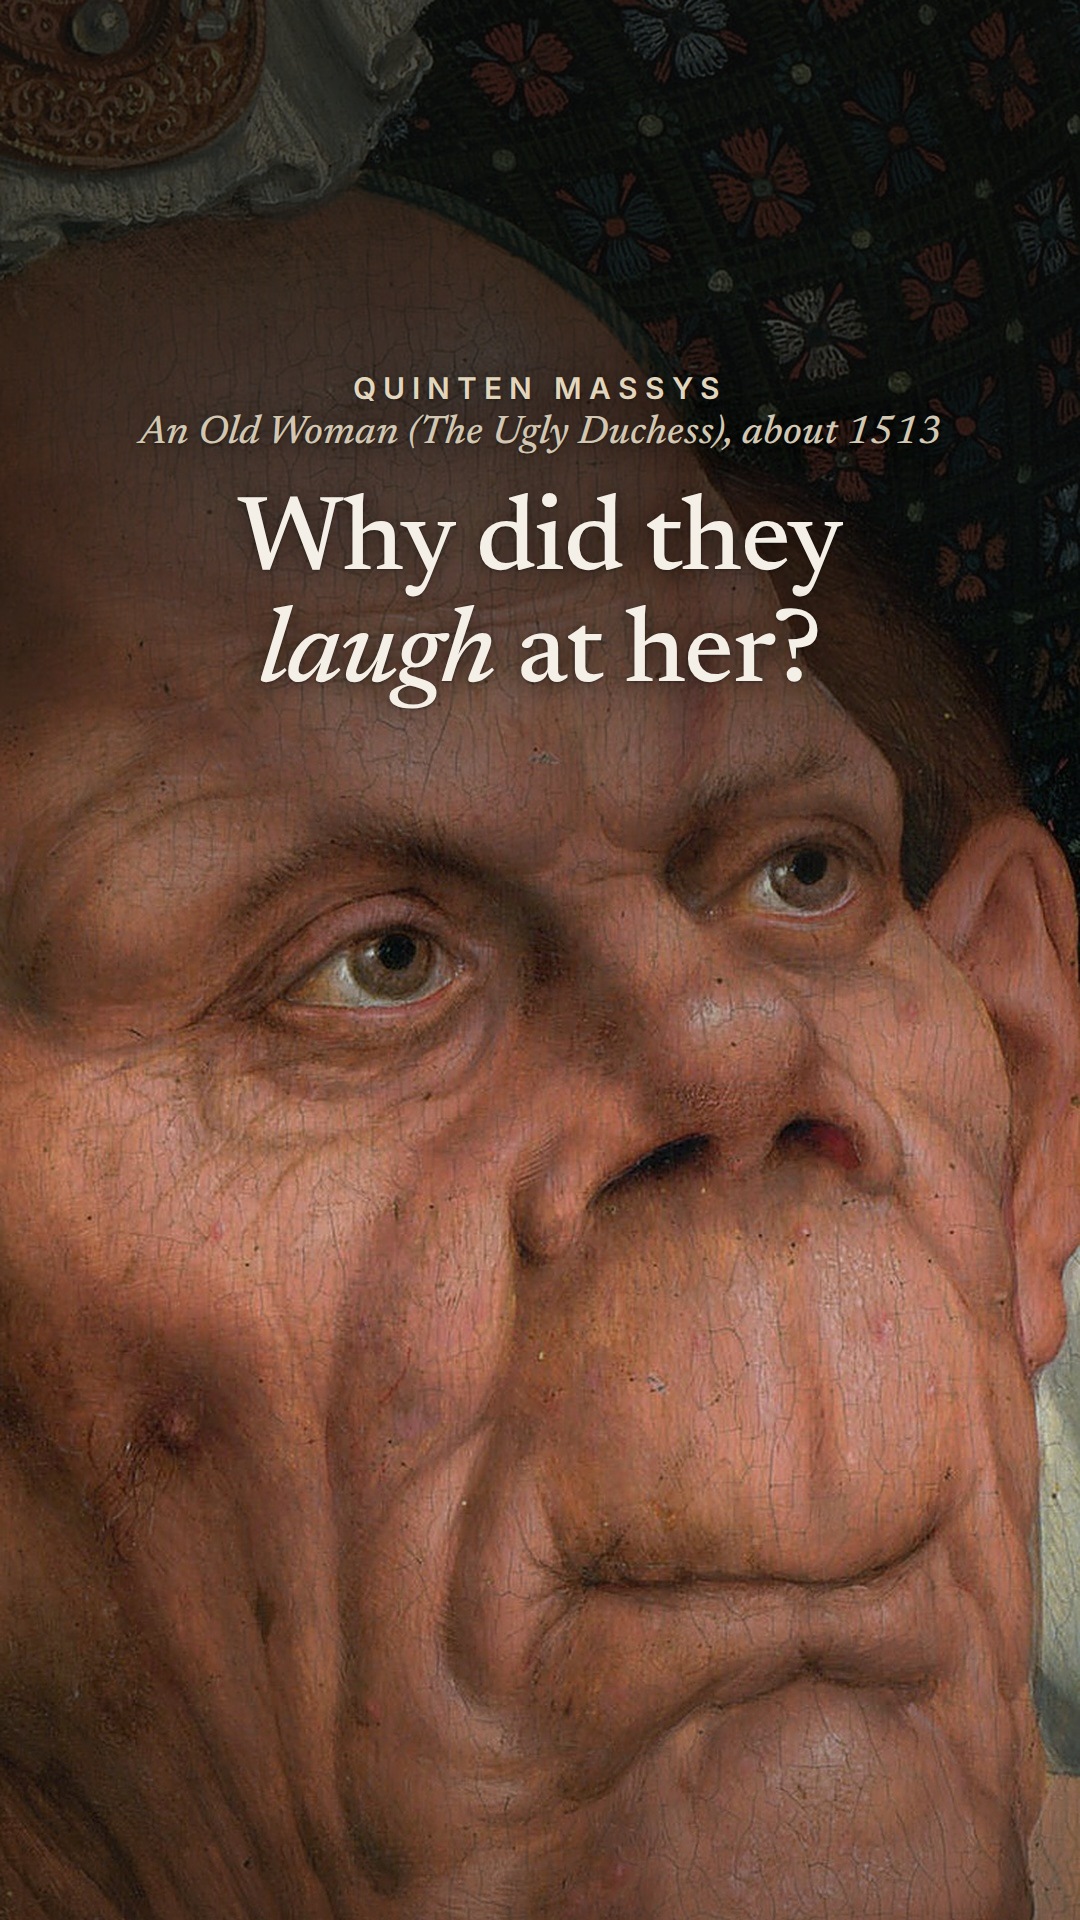 QUINTEN MASSYS
An Old Woman (The Ugly Duchess), about 1513
Why did they
laugh at her?